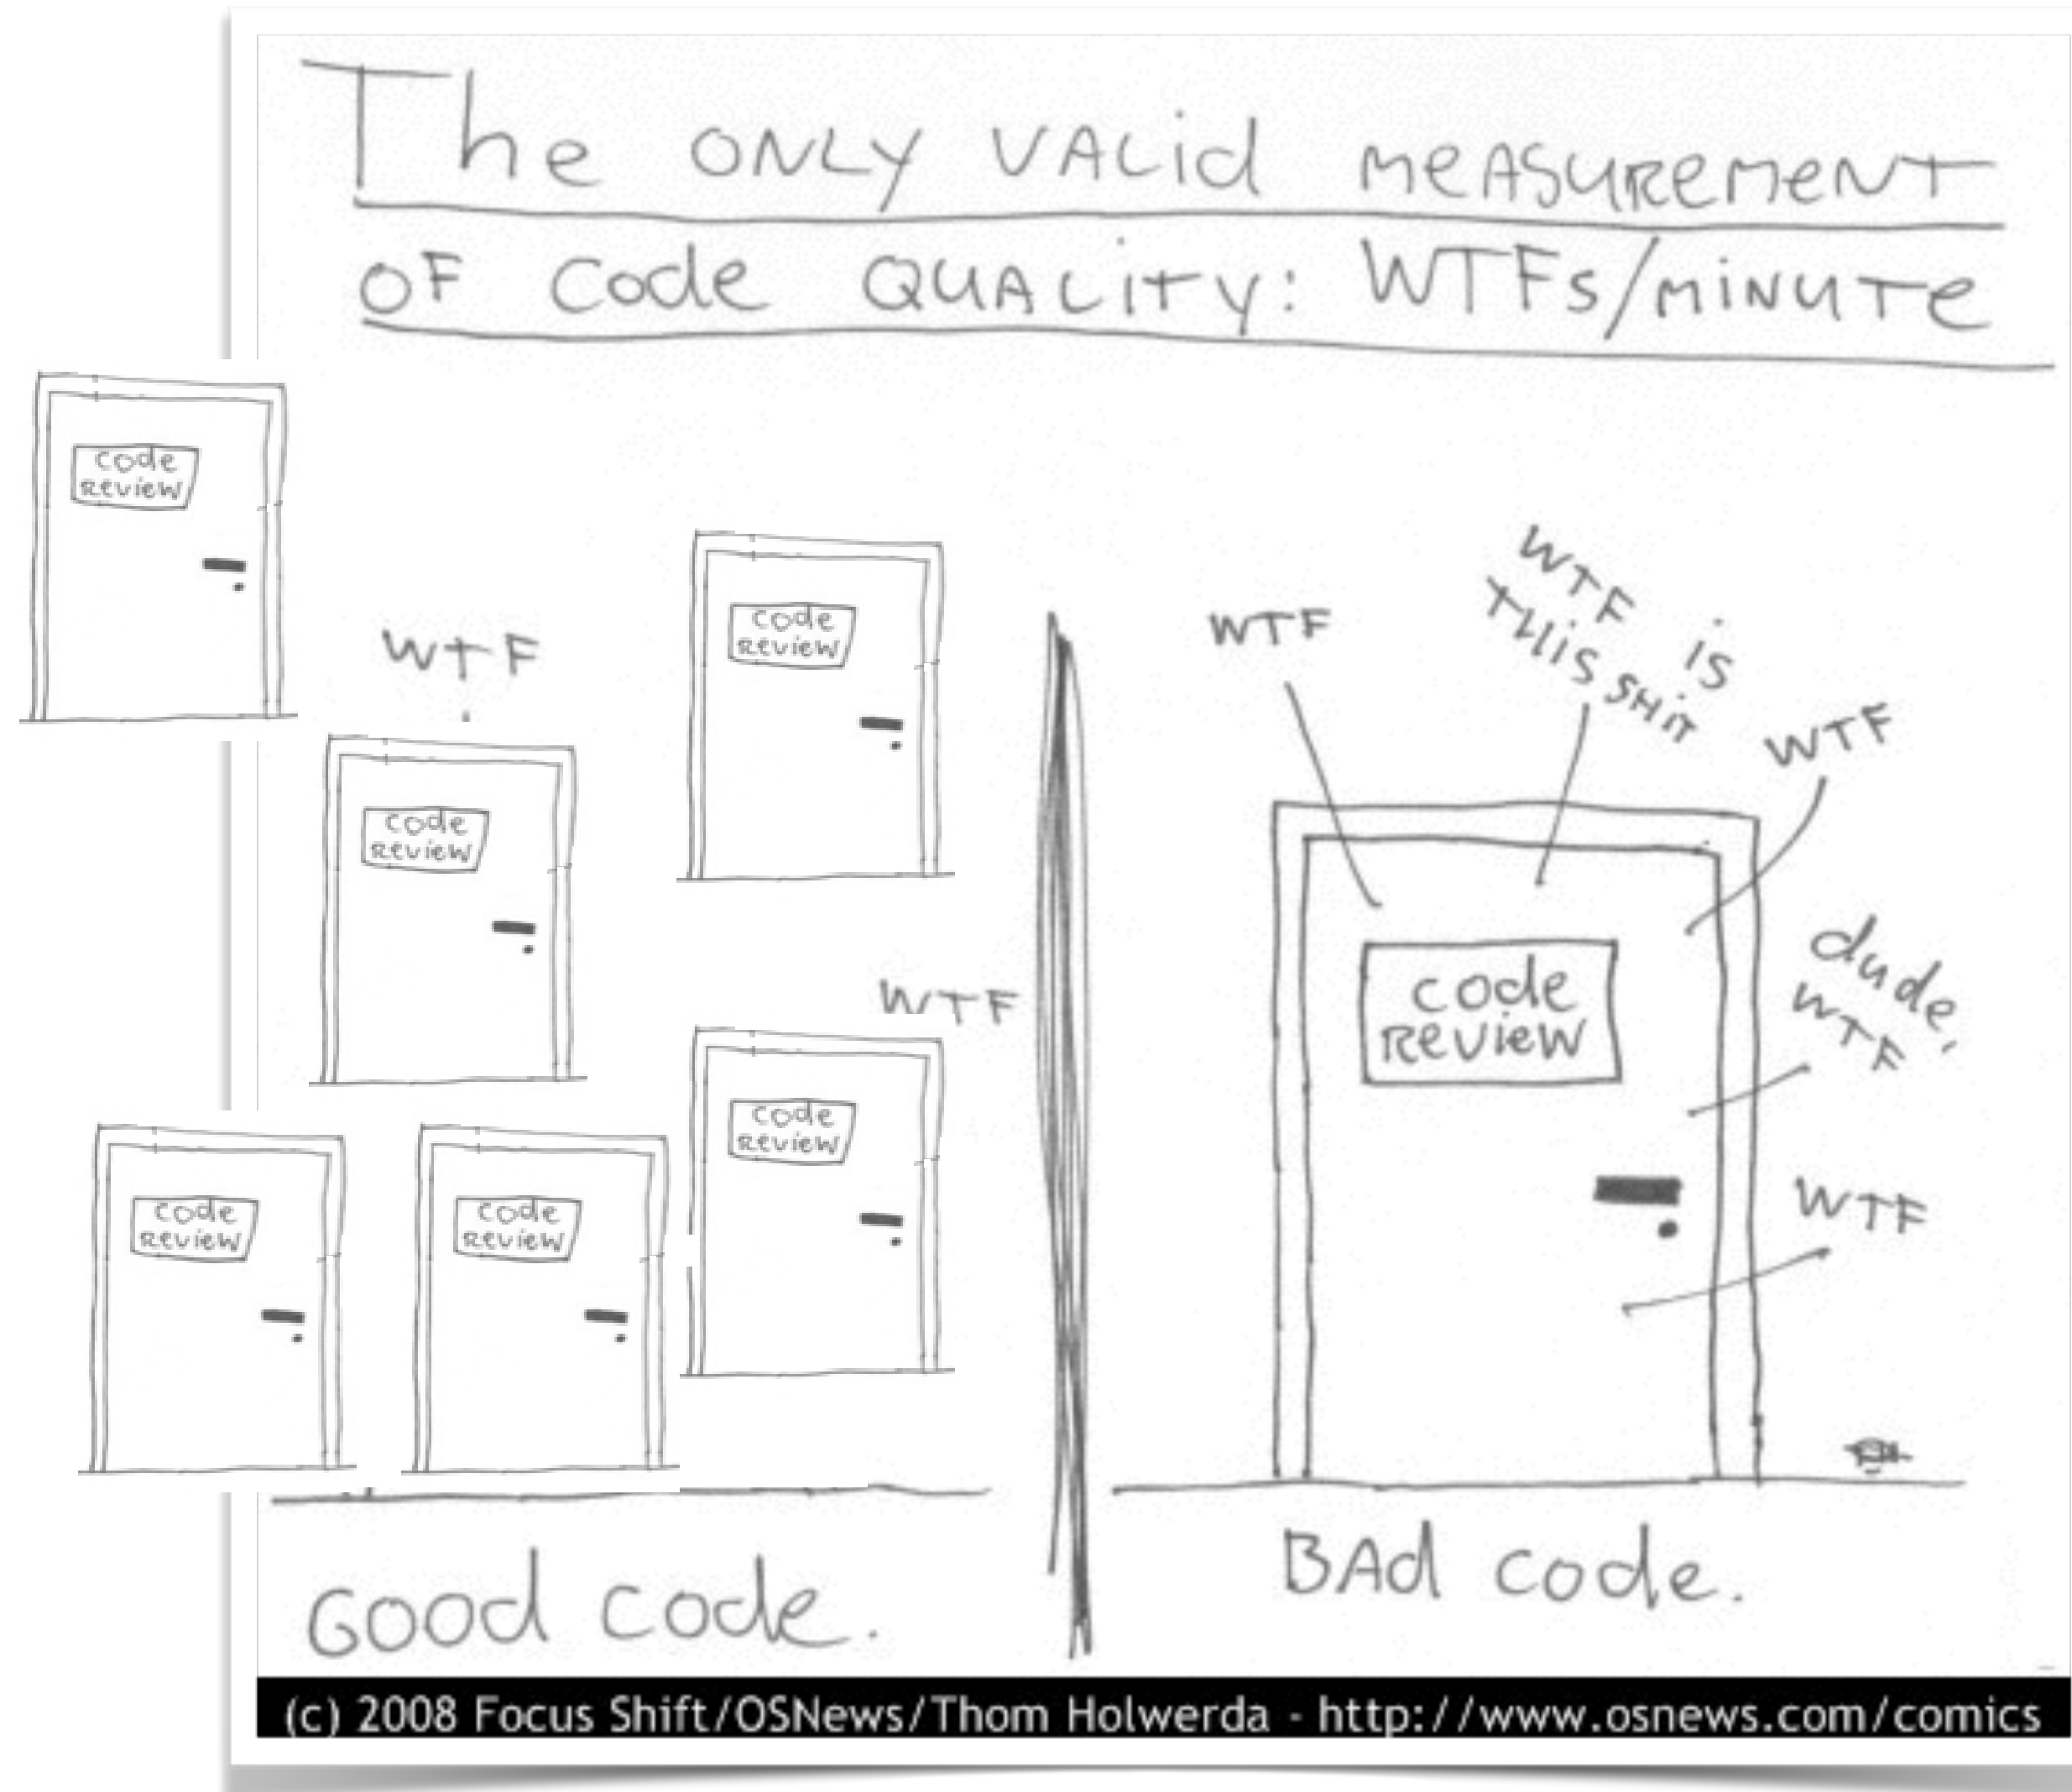 The ONLY VALid MeASUReMeNT
OF Code QUALITY: WTFs/MiNUTe
code
Review
WTF
code
Review
code
Review
WTF
code
Review
code
Review
code
Review
GOOd code.
WTF
WTF is
THis SHiT
WTF
dude,
WTF
code
Review
WTF
BAd code.
(c) 2008 Focus Shift/OSNews/Thom Holwerda - http://www.osnews.com/comics